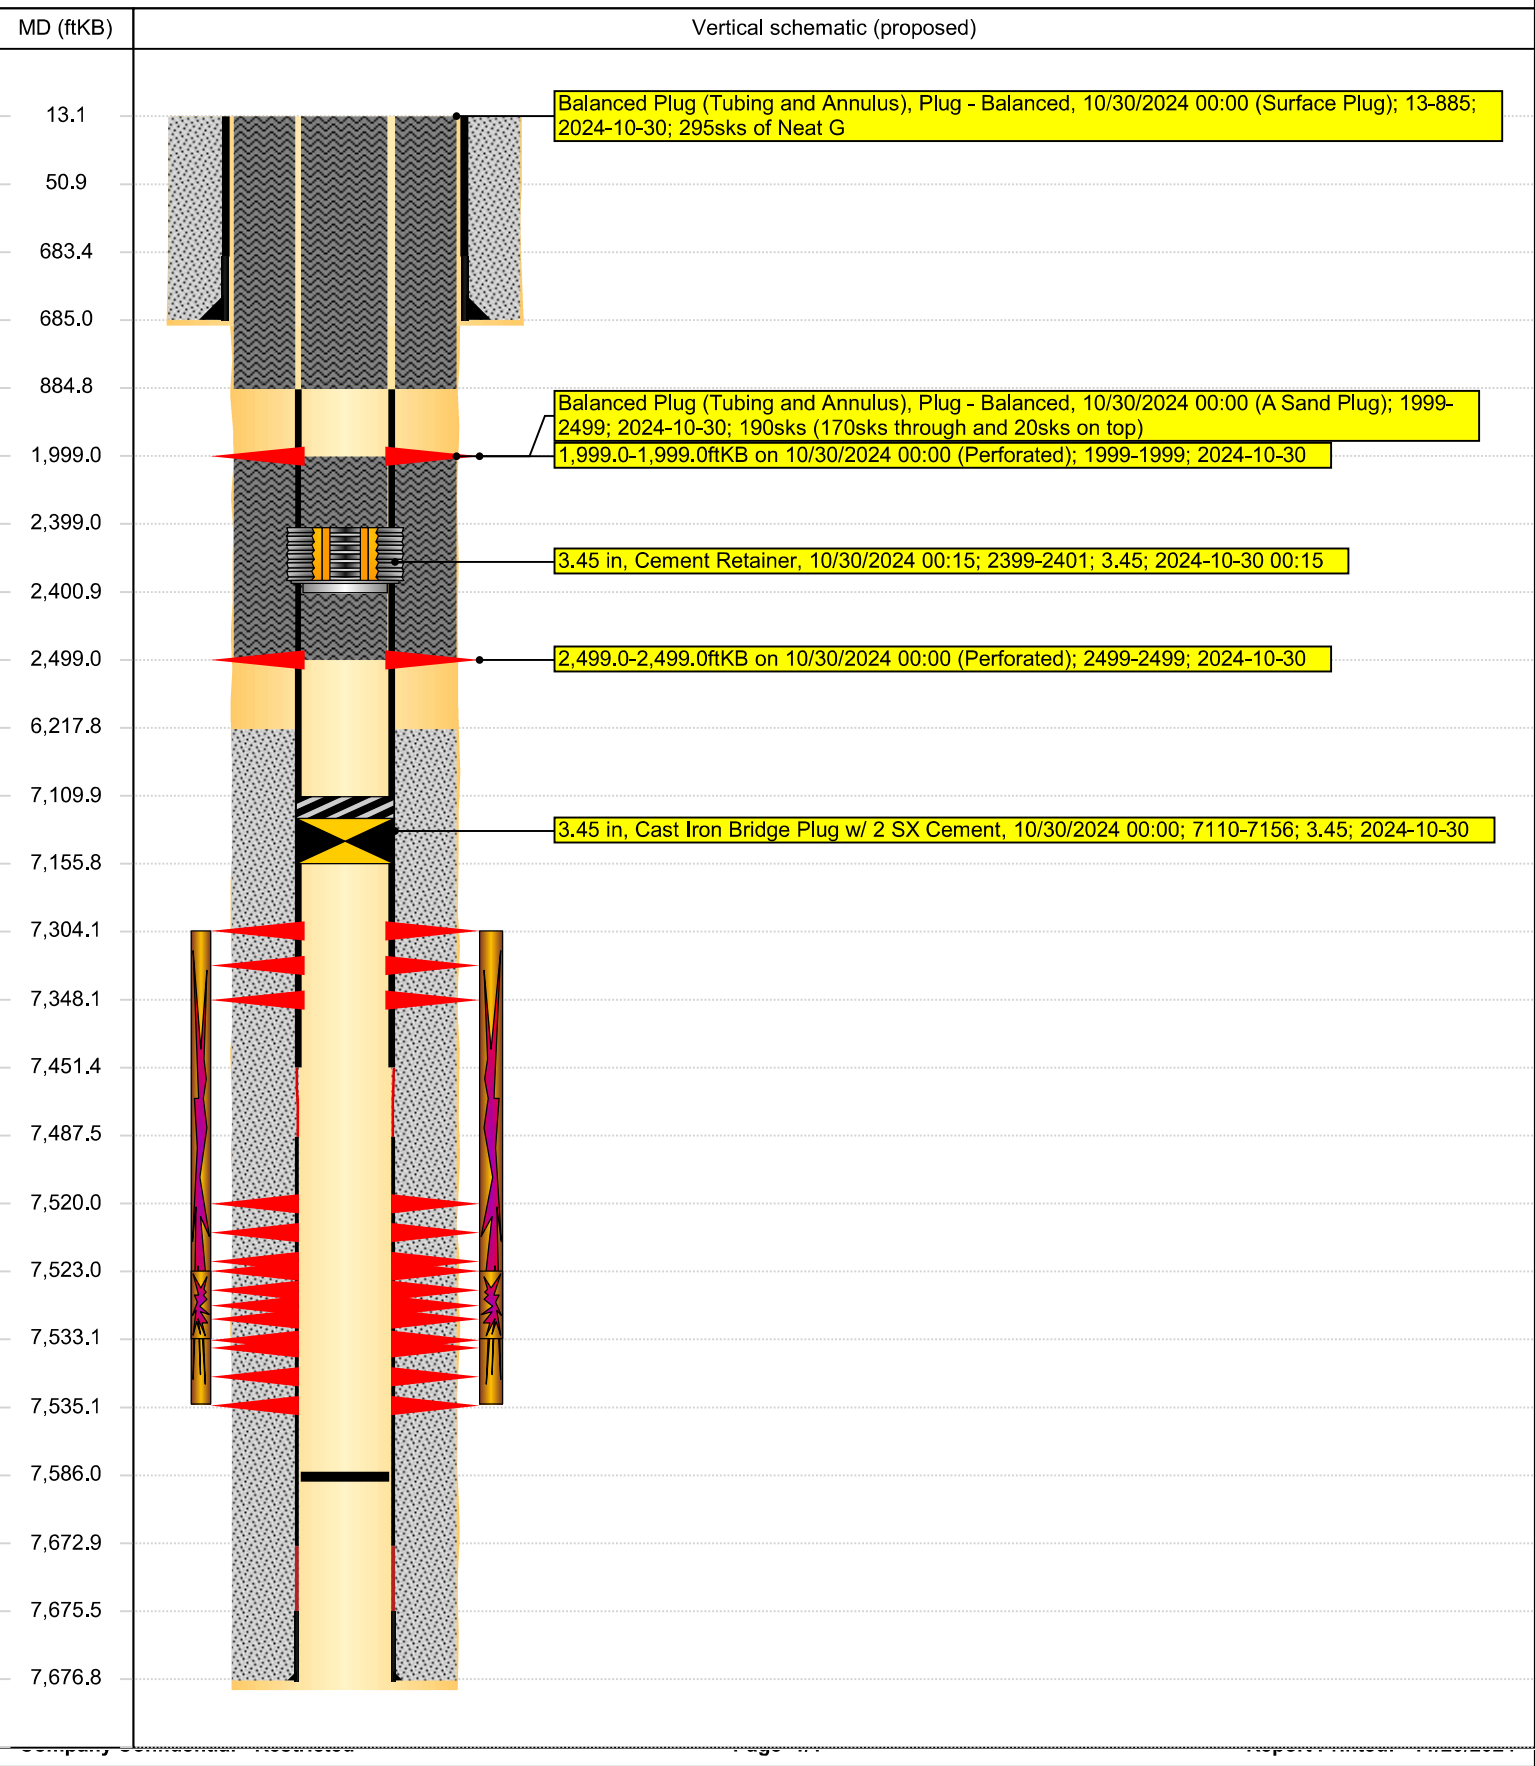 MD (ftKB)
Vertical schematic (proposed)
13.1
Balanced Plug (Tubing and Annulus), Plug - Balanced, 10/30/2024 00:00 (Surface Plug); 13-885;
2024-10-30; 295sks of Neat G
50.9
683.4
685.0
884.8
Balanced Plug (Tubing and Annulus), Plug - Balanced, 10/30/2024 00:00 (A Sand Plug); 1999-
2499; 2024-10-30; 190sks (170sks through and 20sks on top)
1,999.0
1,999.0-1,999.0ftKB on 10/30/2024 00:00 (Perforated); 1999-1999; 2024-10-30
2,399.0
3.45 in, Cement Retainer, 10/30/2024 00:15; 2399-2401; 3.45; 2024-10-30 00:15
2,400.9
2,499.0
2,499.0-2,499.0ftKB on 10/30/2024 00:00 (Perforated); 2499-2499; 2024-10-30
6,217.8
7,109.9
3.45 in, Cast Iron Bridge Plug w/ 2 SX Cement, 10/30/2024 00:00; 7110-7156; 3.45; 2024-10-30
7,155.8
7,304.1
7,348.1
7,451.4
7,487.5
7,520.0
7,523.0
7,533.1
7,535.1
7,586.0
7,672.9
7,675.5
7,676.8